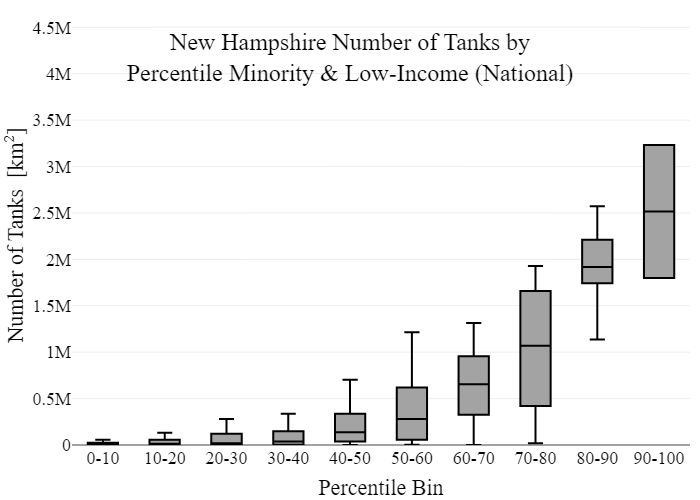 New Hampshire Number of Tanks by
Percentile Minority & Low-Income (National)
Number of Tanks [km²]
4.5M
4M
3.5M
3M
2.5M
2M
1.5M
1M
0.5M
0
0-10 10-20 20-30 30-40 40-50 50-60 60-70 70-80 80-90 90-100
Percentile Bin